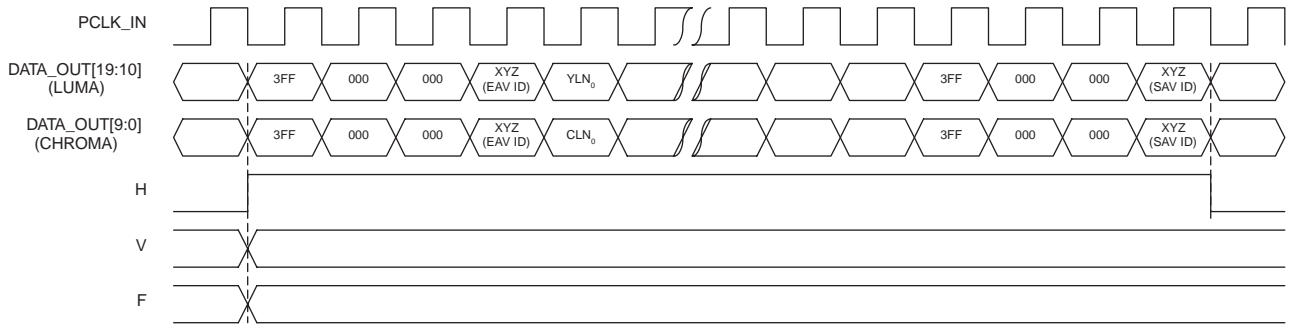 PCLK_IN
DATA_OUT[19:10]
(LUMA)
3FF 000 000 XYZ (EAV ID) YLN0 3FF 000 000 XYZ (SAV ID)
DATA_OUT[9:0]
(CHROMA)
3FF 000 000 XYZ (EAV ID) CLN0 3FF 000 000 XYZ (SAV ID)
H
V
F